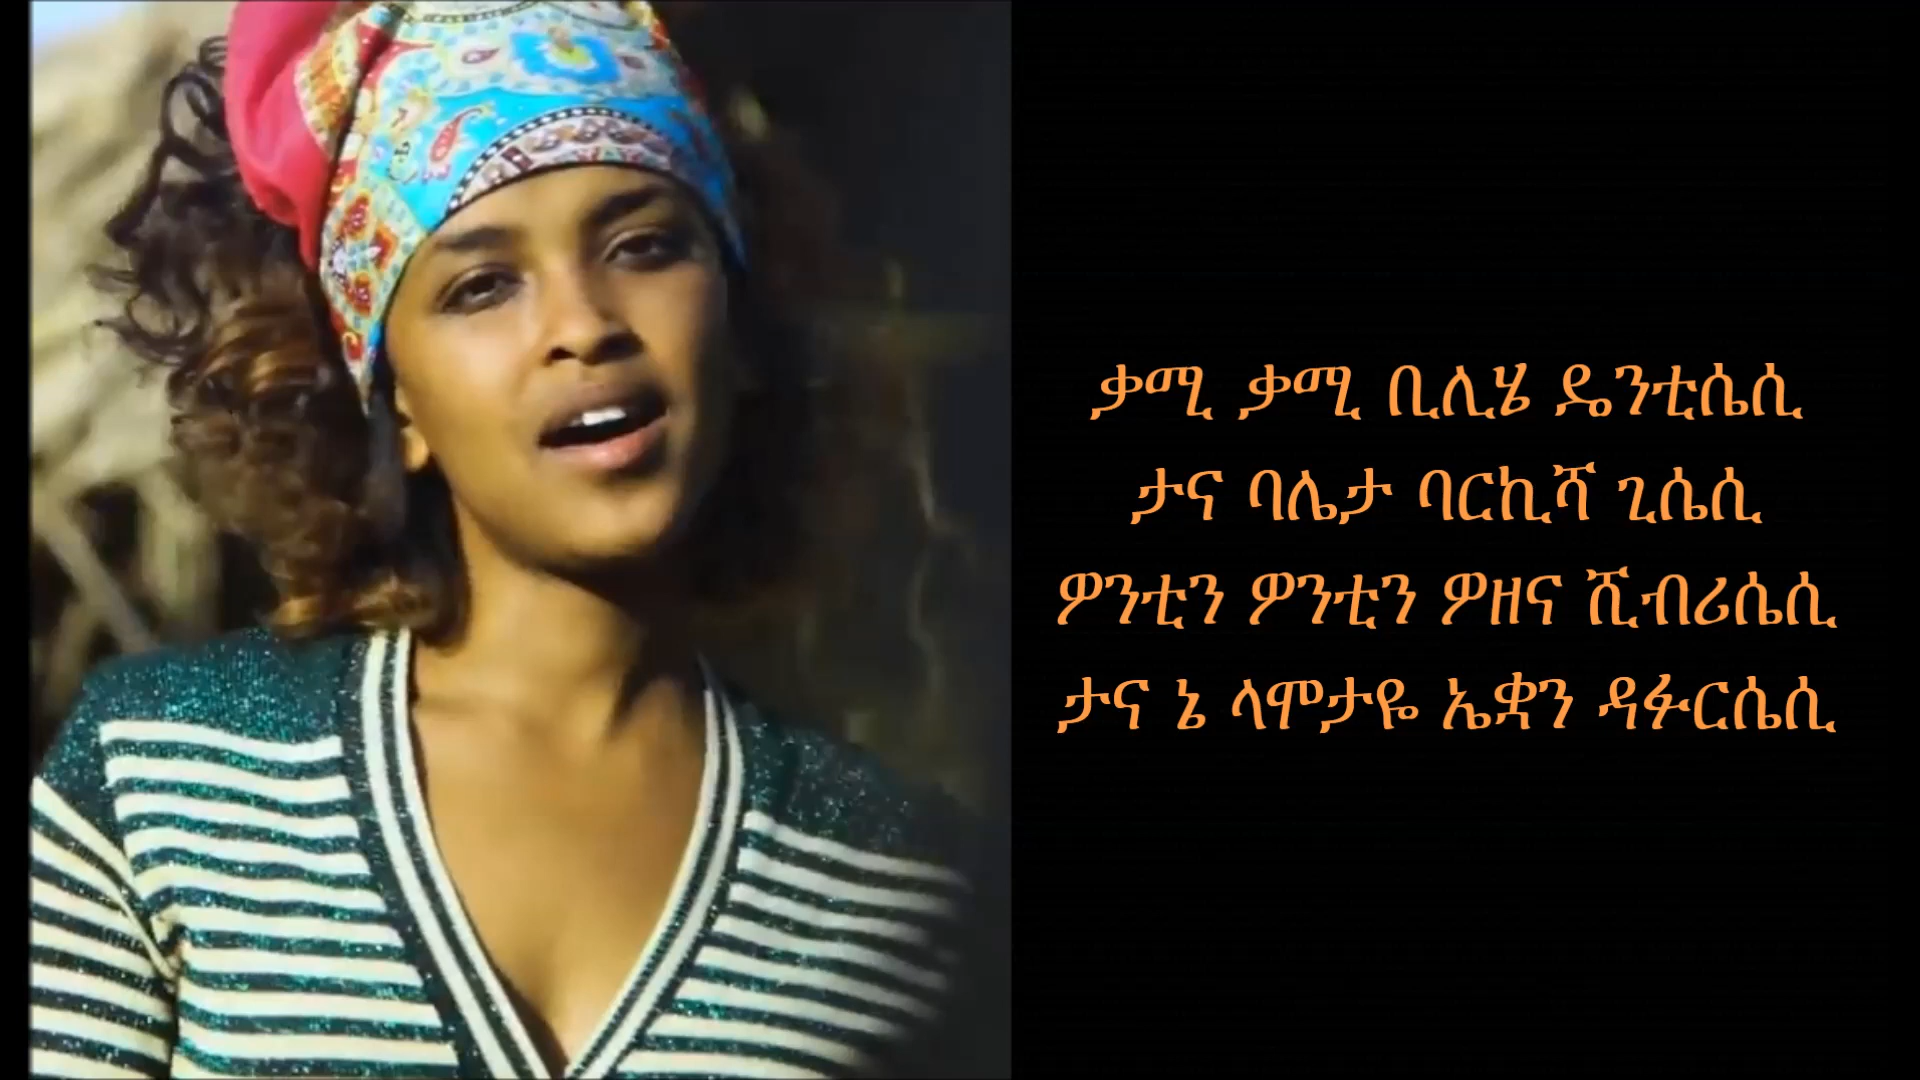 ቃሚ ቃሚ ቢሊሄ ዴንቲሴሲ
ታና ባሌታ ባርኪሻ ጊሴሲ
ዎንቲን ዎንቲን ዎዘና ሺብሪሴሲ
ታና ኔ ላሞታዬ ኤቋን ዳፉርሴሲ